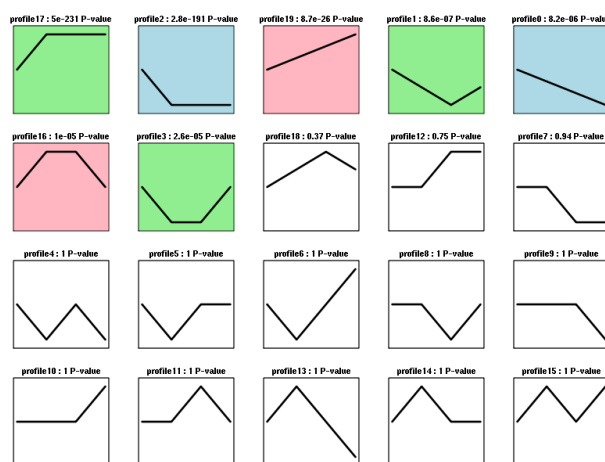 profile17 : 5e-231 P-value
profile2 : 2.8e-191 P-value
profile19 : 8.7e-26 P-value
profile1 : 8.6e-07 P-value
profile0 : 8.2e-06 P-value
profile16 : 1e-05 P-value
profile3 : 2.6e-05 P-value
profile18 : 0.37 P-value
profile12 : 0.75 P-value
profile7 : 0.94 P-value
profile4 : 1 P-value
profile5 : 1 P-value
profile6 : 1 P-value
profile8 : 1 P-value
profile9 : 1 P-value
profile10 : 1 P-value
profile11 : 1 P-value
profile13 : 1 P-value
profile14 : 1 P-value
profile15 : 1 P-value